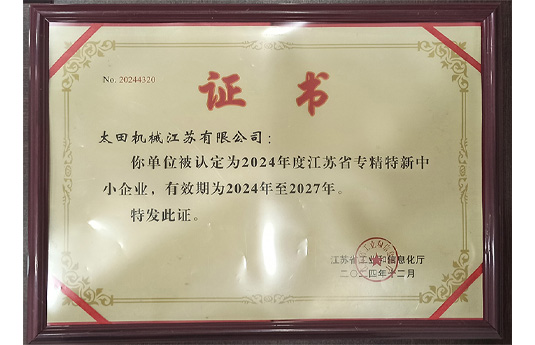 No. 20244320
证书
太田机械江苏有限公司：
你单位被认定为2024年度江苏省专精特新中
小企业，有效期为2024年至2027年。
特发此证。
江苏省工业和信息化厅
二〇二四年十二月